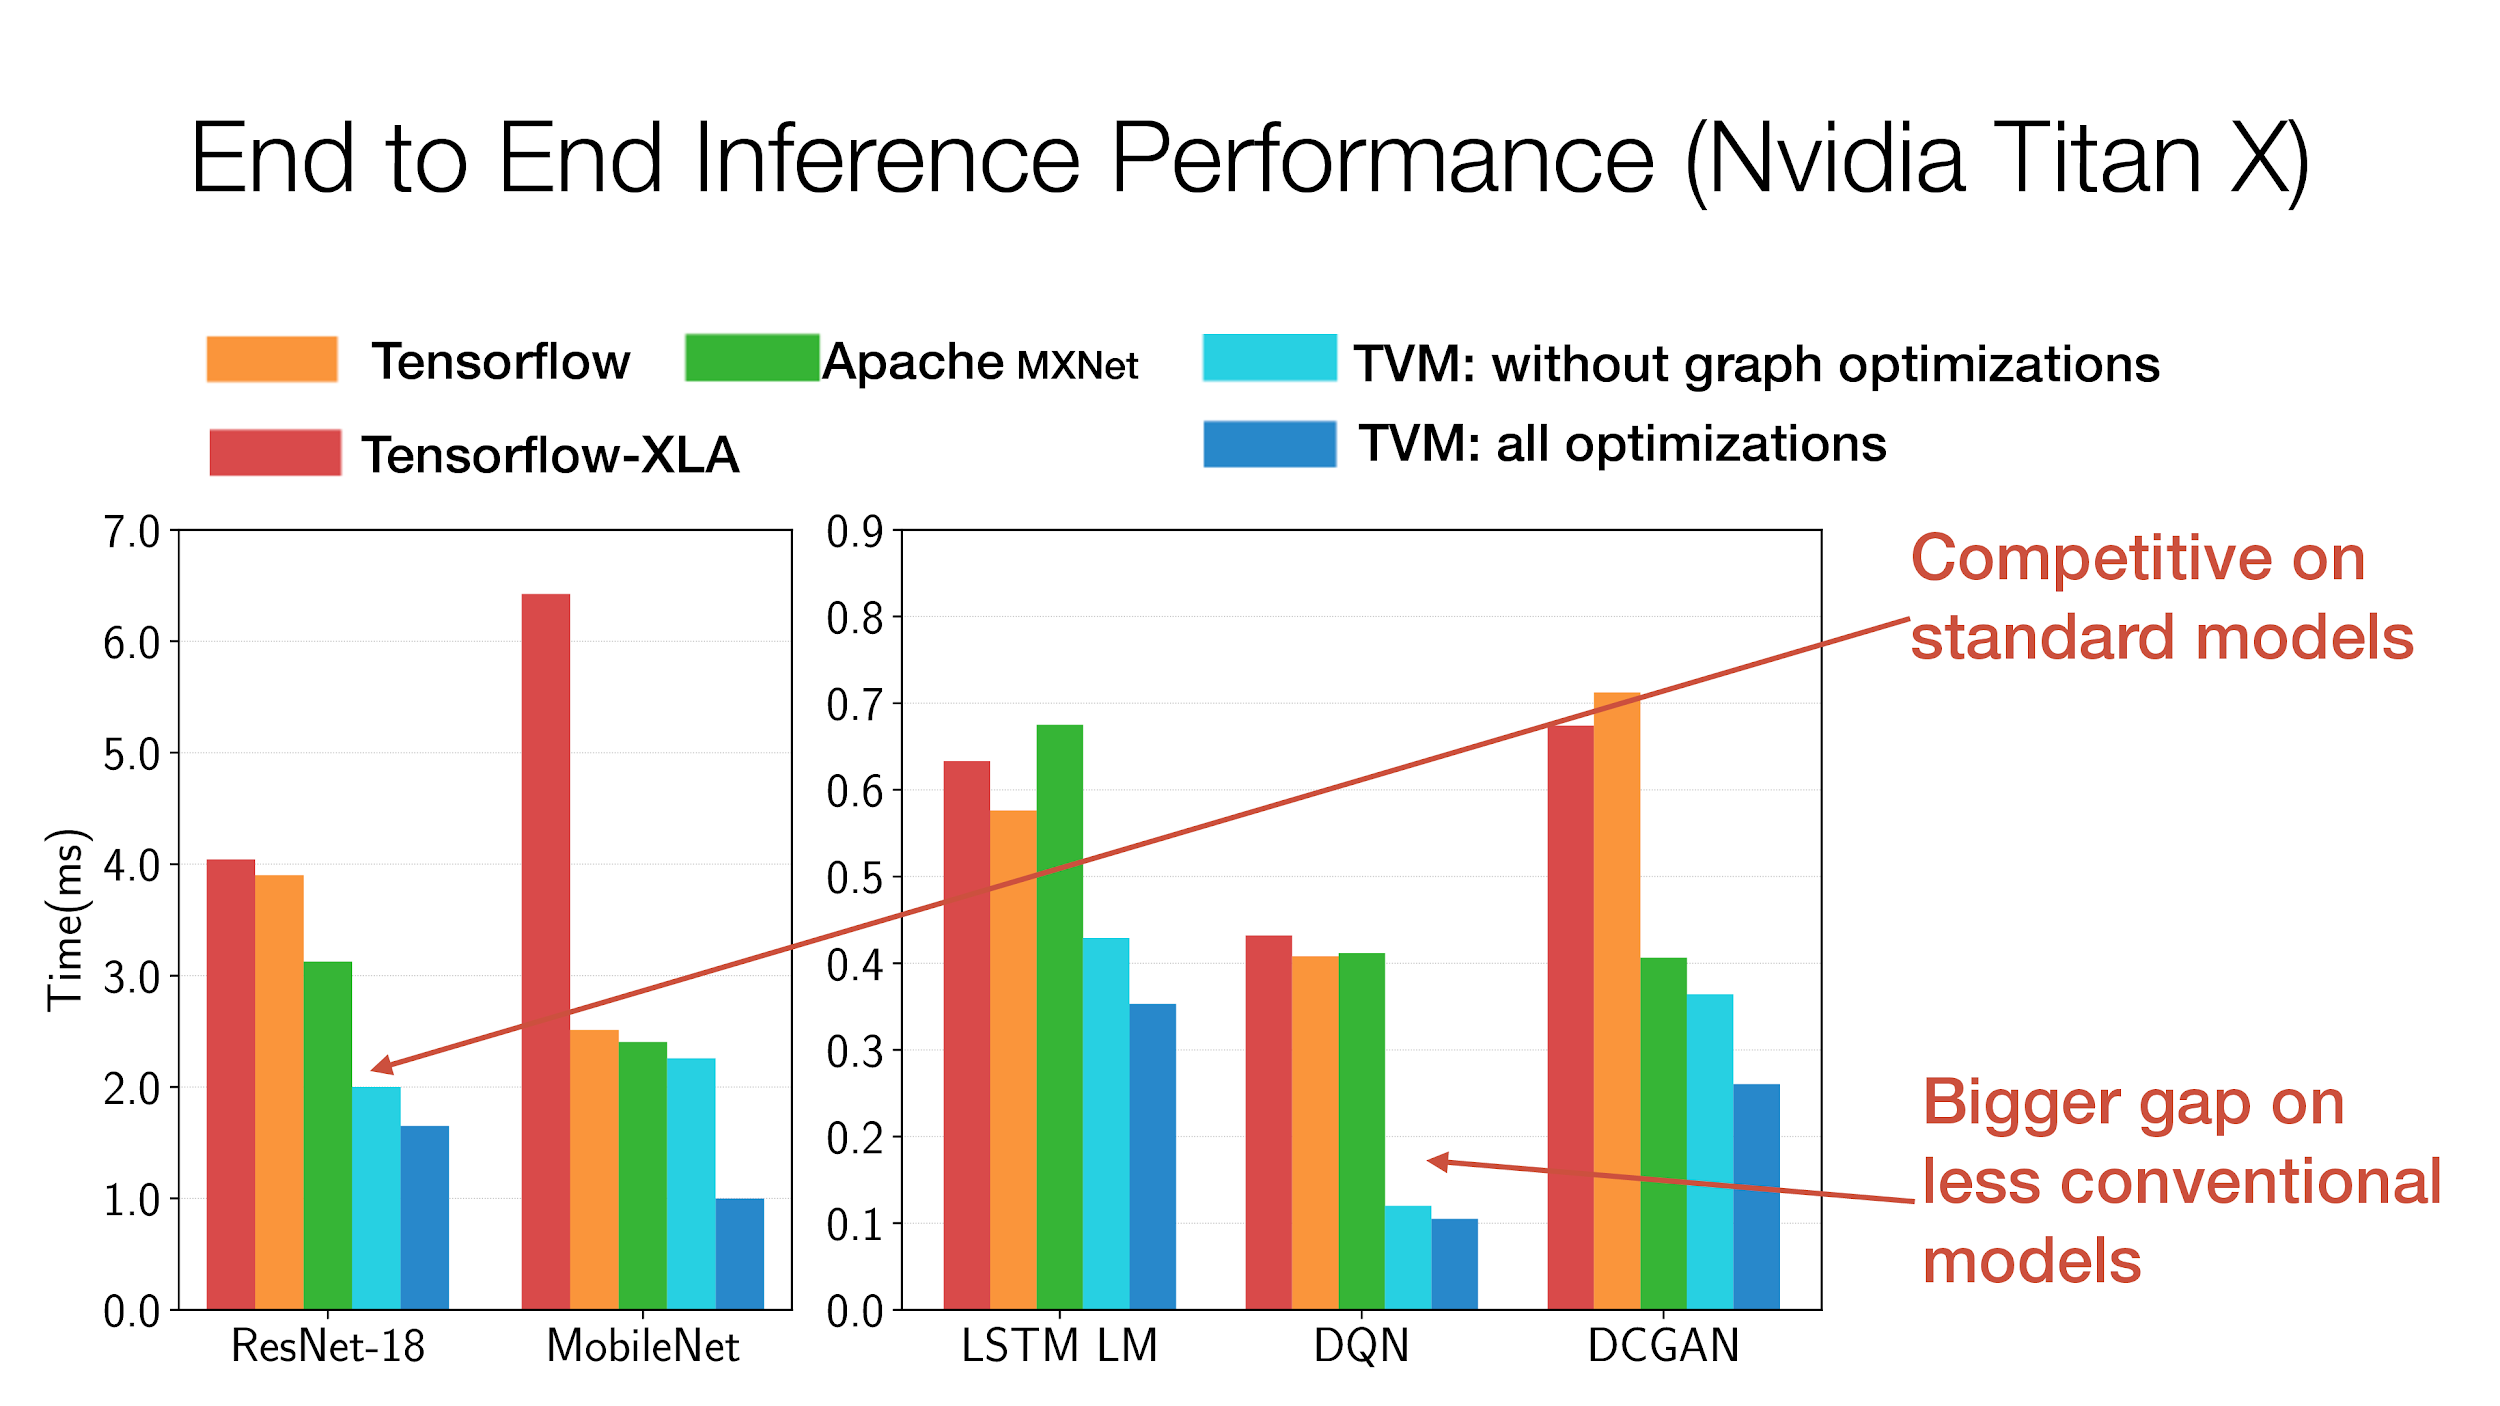 End to End Inference Performance (Nvidia Titan X)
Tensorflow
Apache MXNet
TVM: without graph optimizations
Tensorflow-XLA
TVM: all optimizations
Time(ms)
7.0
6.0
5.0
4.0
3.0
2.0
1.0
0.0
ResNet-18
MobileNet
0.9
0.8
0.7
0.6
0.5
0.4
0.3
0.2
0.1
0.0
LSTM LM
DQN
DCGAN
Competitive on
standard models
Bigger gap on
less conventional
models